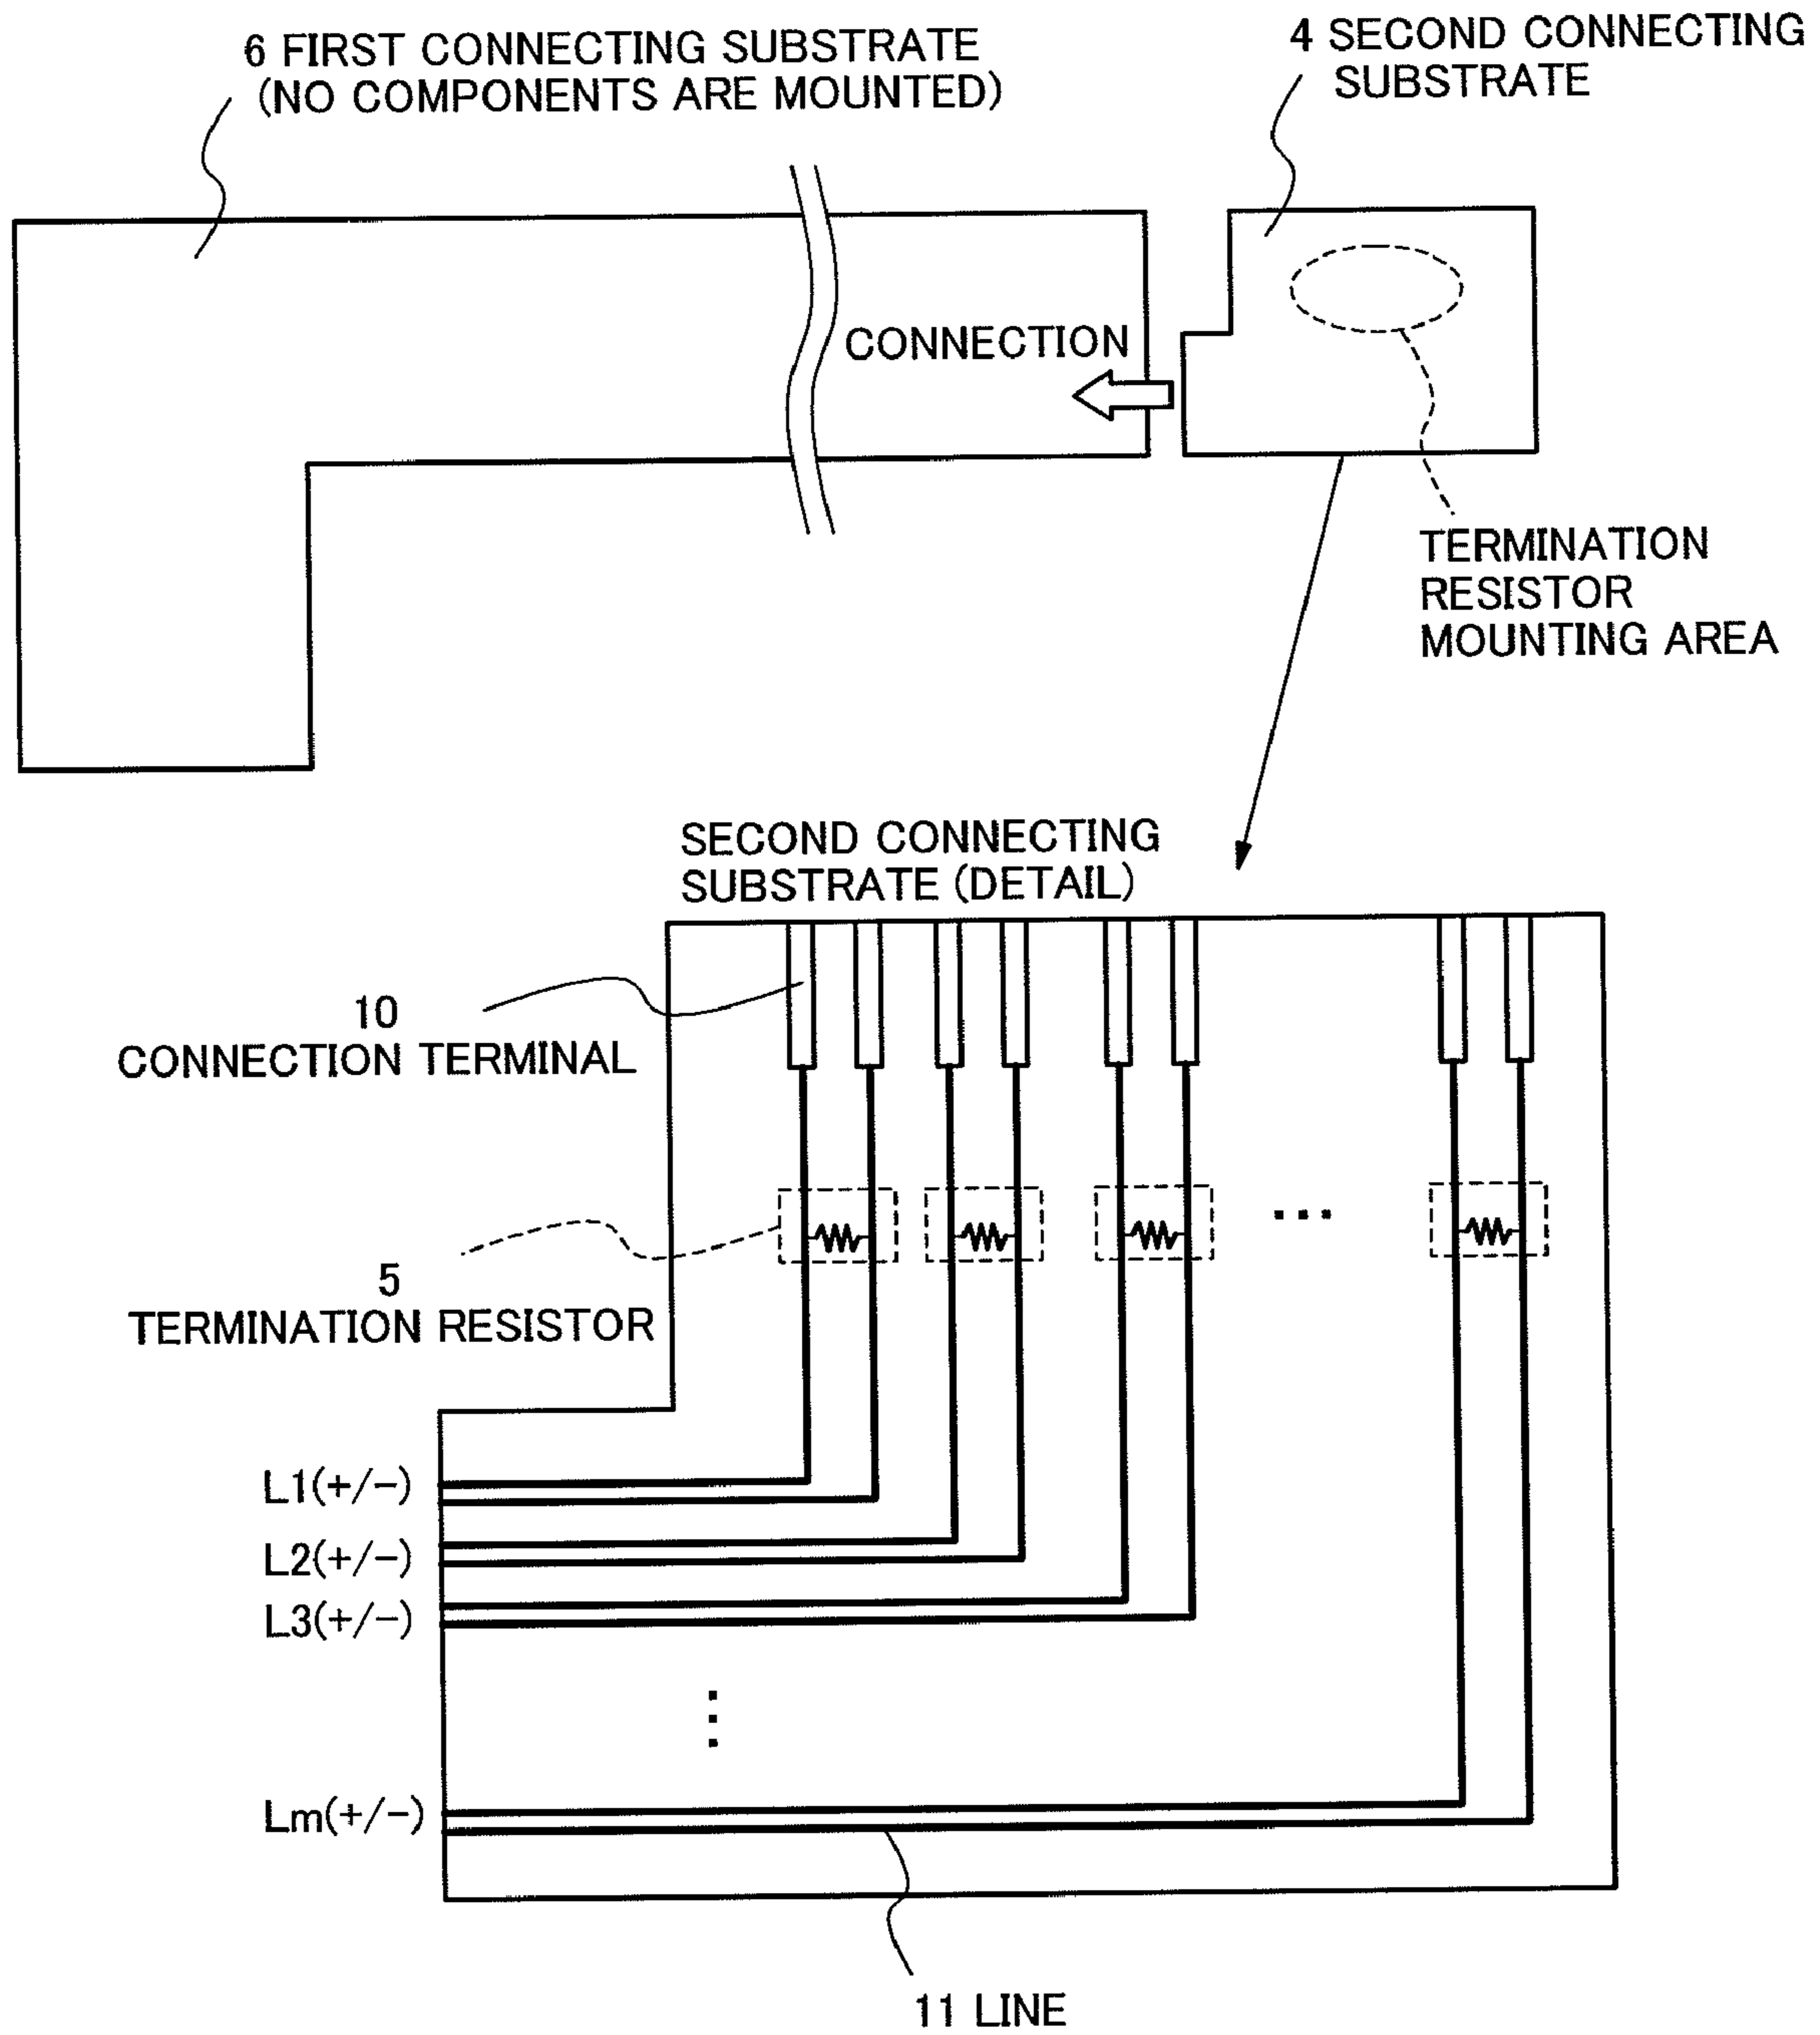 6 FIRST CONNECTING SUBSTRATE
(NO COMPONENTS ARE MOUNTED)
4 SECOND CONNECTING
SUBSTRATE
CONNECTION
TERMINATION
RESISTOR
MOUNTING AREA
SECOND CONNECTING
SUBSTRATE (DETAIL)
10
CONNECTION TERMINAL
5
TERMINATION RESISTOR
L1(+/-)
L2(+/-)
L3(+/-)
Lm(+/-)
11 LINE